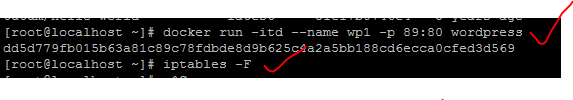 [root@localhost ~]# docker run -itd --name wp1 -p 89:80 wordpress
dd5d779fb015b63a81c89c78fdbde8d9b625c4a2a5bb188cd6ecca0cfed3d569
[root@localhost ~]# iptables -F